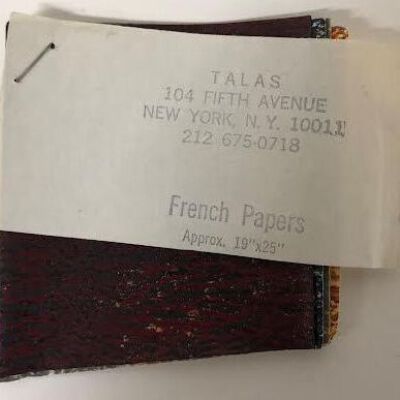 TALAS
104 FIFTH AVENUE
NEW YORK, N.Y. 10011
212 675-0718
French Papers
Approx. 19"x25"